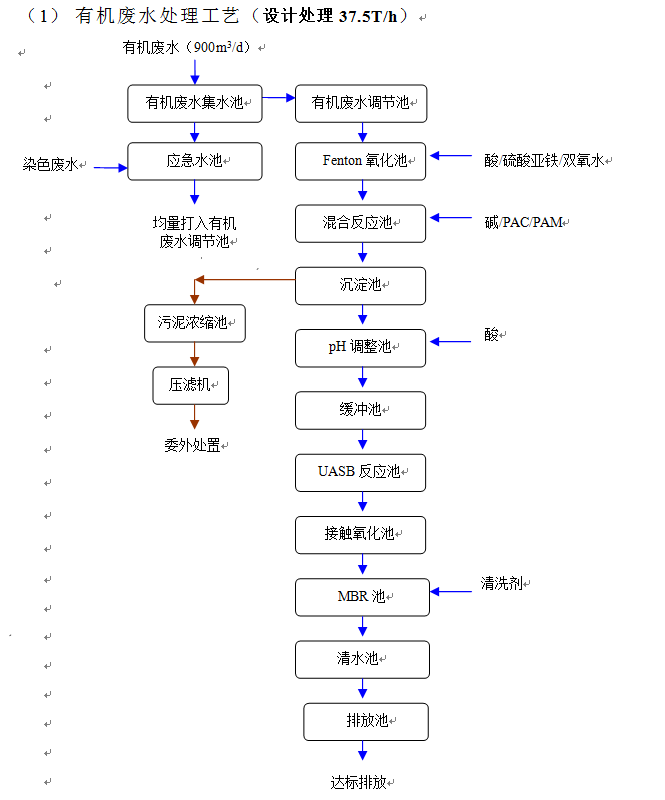 （1） 有机废水处理工艺（设计处理 37.5T/h）
有机废水（900m³/d）
有机废水集水池
有机废水调节池
染色废水
应急水池
Fenton 氧化池
酸/硫酸亚铁/双氧水
均量打入有机
废水调节池
混合反应池
碱/PAC/PAM
沉淀池
污泥浓缩池
pH 调整池
酸
压滤机
缓冲池
委外处置
UASB 反应池
接触氧化池
MBR 池
清洗剂
清水池
排放池
达标排放